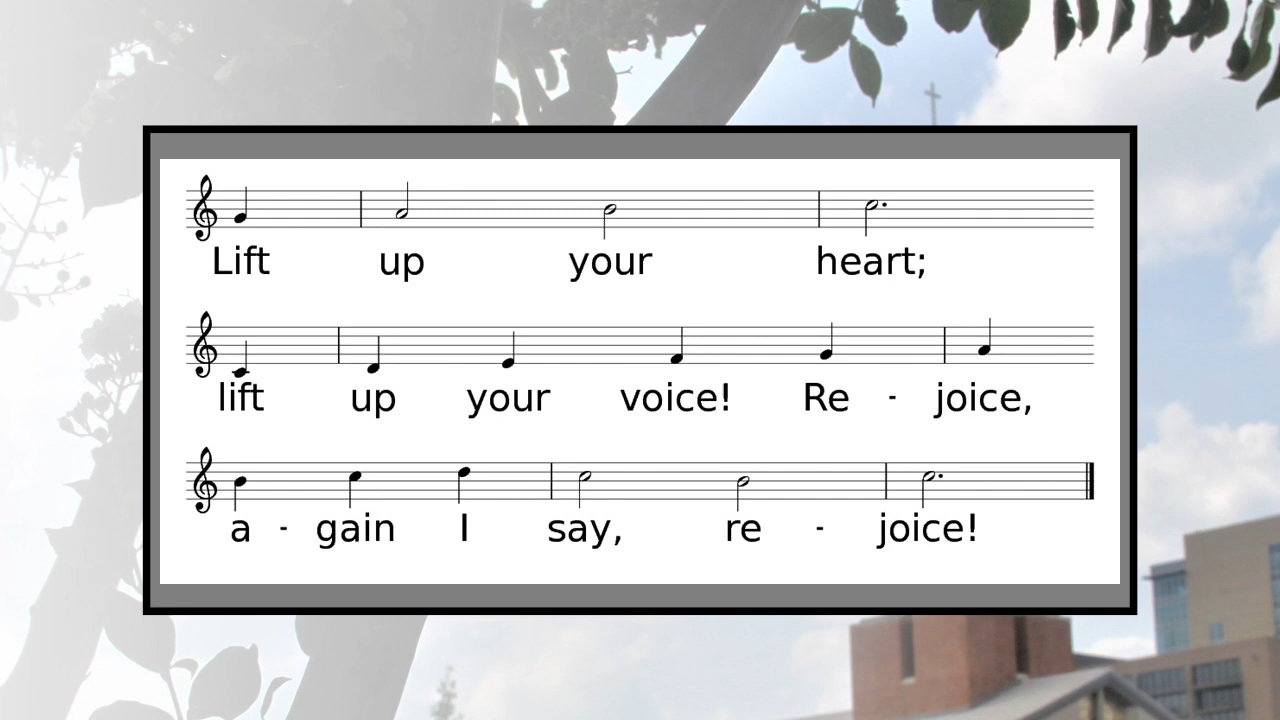 Lift up your heart;
lift up your voice! Re - joice,
a - gain I say, re - joice!